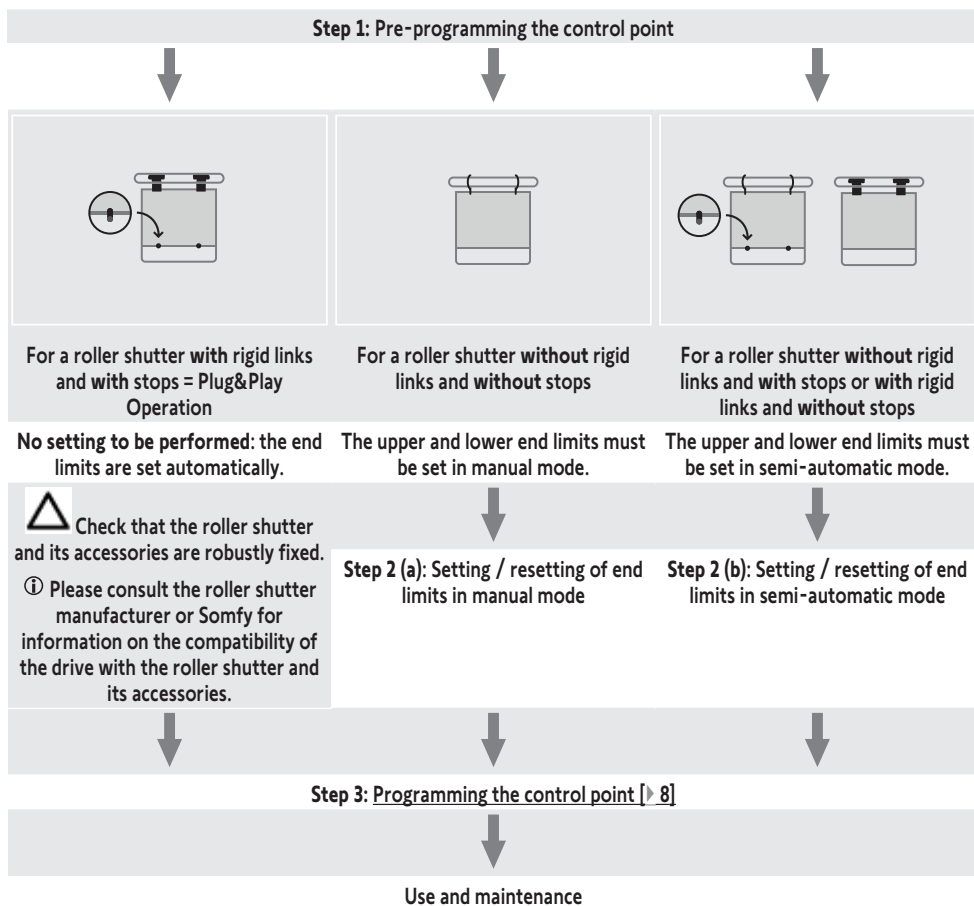 Step 1: Pre-programming the control point
For a roller shutter with rigid links
and with stops = Plug&Play
Operation
For a roller shutter without rigid
links and without stops
For a roller shutter without rigid
links and with stops or with rigid
links and without stops
No setting to be performed: the end
limits are set automatically.
The upper and lower end limits must
be set in manual mode.
The upper and lower end limits must
be set in semi-automatic mode.
Check that the roller shutter
and its accessories are robustly fixed.
ⓘ Please consult the roller shutter
manufacturer or Somfy for
information on the compatibility of
the drive with the roller shutter and
its accessories.
Step 2 (a): Setting / resetting of end
limits in manual mode
Step 2 (b): Setting / resetting of end
limits in semi-automatic mode
Step 3: Programming the control point [▶ 8]
Use and maintenance